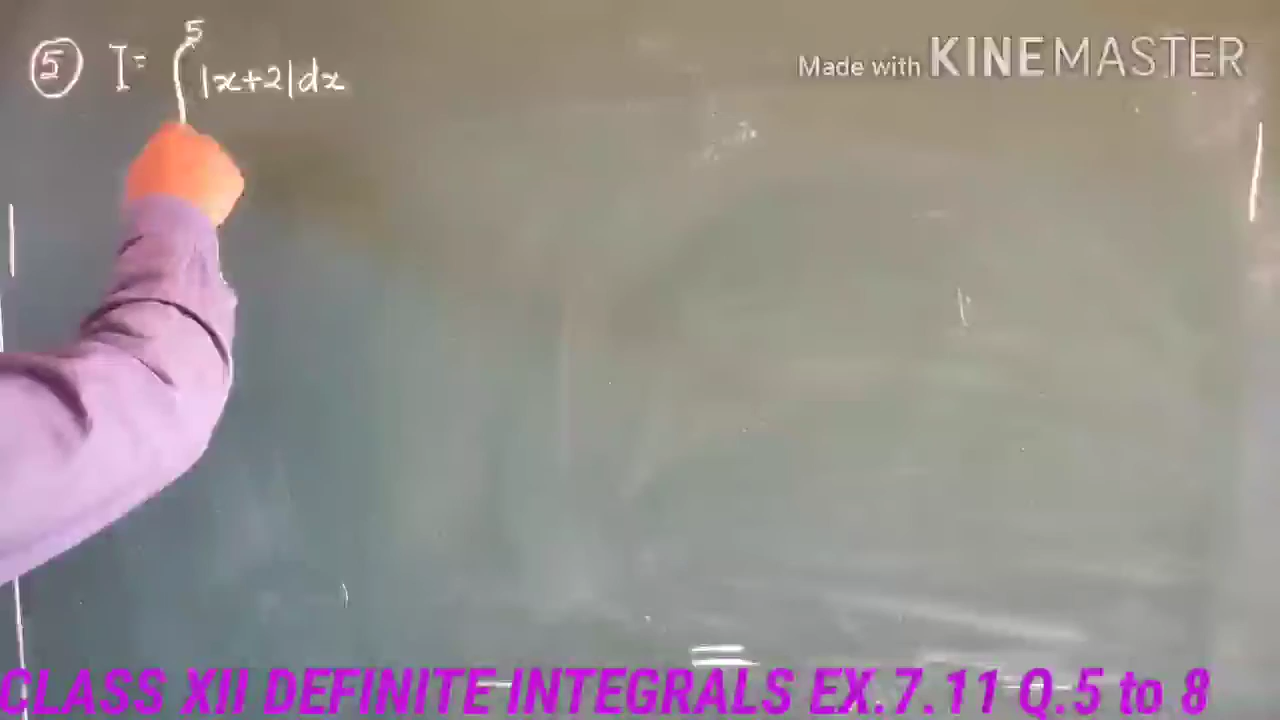 ⑤ I = ∫⁵ |x+2|dx
Made with KINEMASTER
CLASS XII DEFINITE INTEGRALS EX.7.11 Q.5 to 8